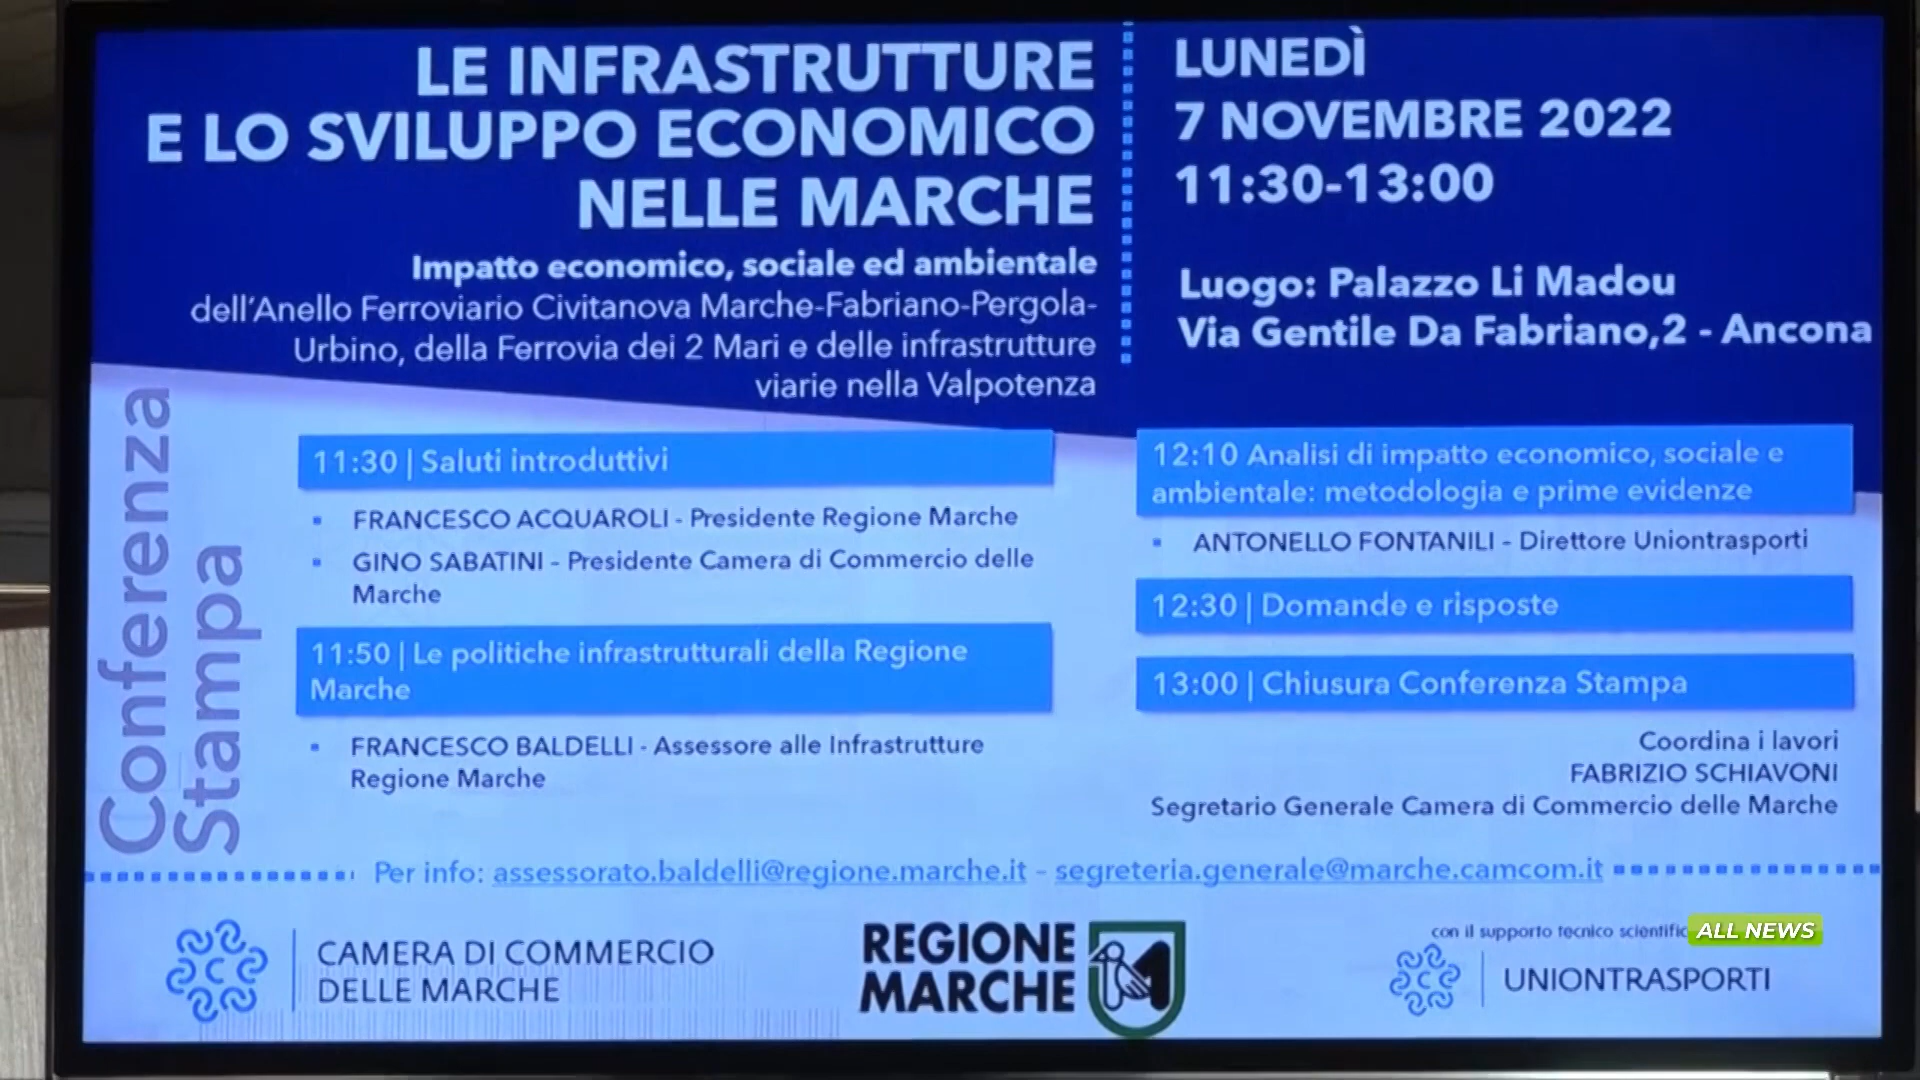 LE INFRASTRUTTURE
E LO SVILUPPO ECONOMICO
NELLE MARCHE
Impatto economico, sociale ed ambientale
dell'Anello Ferroviario Civitanova Marche-Fabriano-Pergola-
Urbino, della Ferrovia dei 2 Mari e delle infrastrutture
viarie nella Valpotenza
LUNEDÌ
7 NOVEMBRE 2022
11:30-13:00
Luogo: Palazzo Li Madou
Via Gentile Da Fabriano,2 - Ancona
Conferenza
Stampa
11:30 | Saluti introduttivi
▪ FRANCESCO ACQUAROLI - Presidente Regione Marche
▪ GINO SABATINI - Presidente Camera di Commercio delle
Marche
11:50 | Le politiche infrastrutturali della Regione
Marche
▪ FRANCESCO BALDELLI - Assessore alle Infrastrutture
Regione Marche
12:10 Analisi di impatto economico, sociale e
ambientale: metodologia e prime evidenze
▪ ANTONELLO FONTANILI - Direttore Uniontrasporti
12:30 | Domande e risposte
13:00 | Chiusura Conferenza Stampa
Coordina i lavori
FABRIZIO SCHIAVONI
Segretario Generale Camera di Commercio delle Marche
Per info: assessorato.baldelli@regione.marche.it - segreteria.generale@marche.camcom.it
CAMERA DI COMMERCIO
DELLE MARCHE
REGIONE
MARCHE
con il supporto tecnico scientific
ALL NEWS
UNIONTRASPORTI